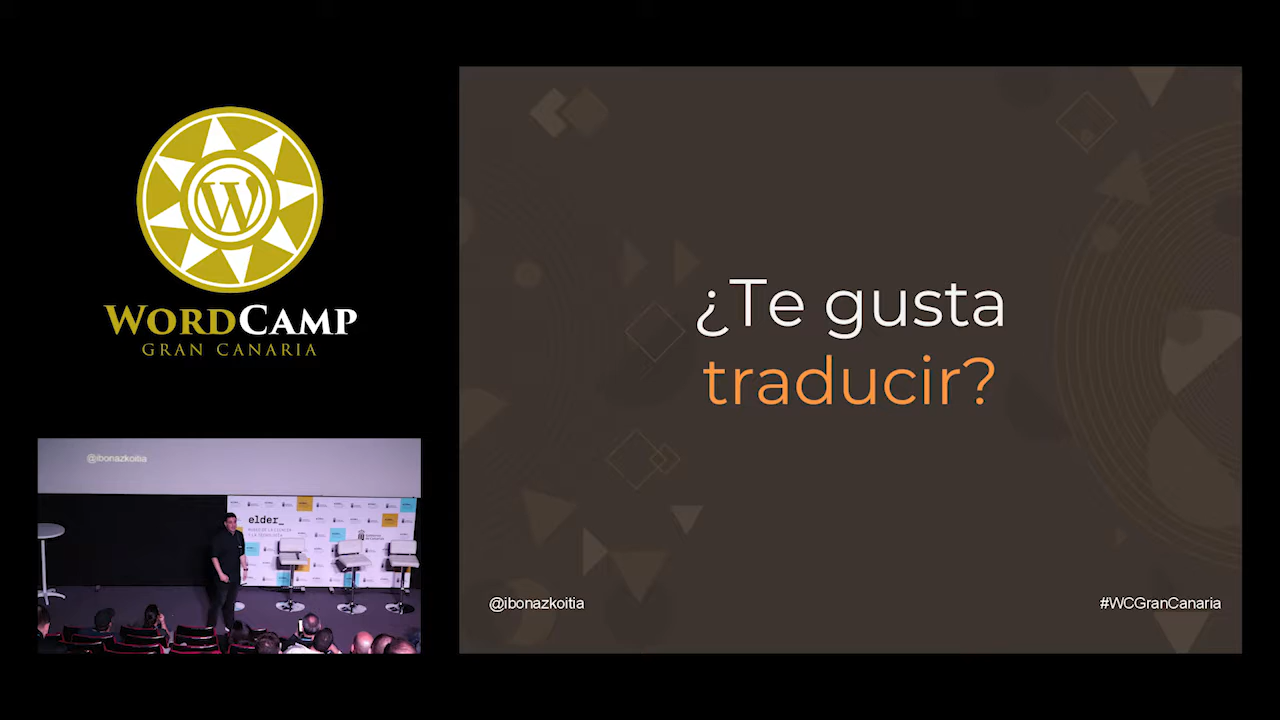 WORDCAMP
GRAN CANARIA
¿Te gusta
traducir?
@ibonazkoitia
#WCGranCanaria
@ibonazkoitia
elder_